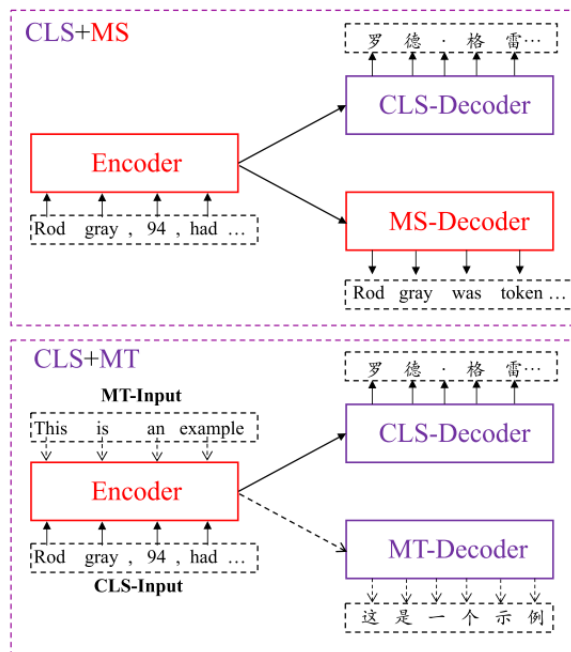 CLS+MS
罗 德 · 格 雷…
CLS-Decoder
Encoder
Rod gray , 94, had …
MS-Decoder
Rod gray was token …
CLS+MT
罗 德 · 格 雷…
MT-Input
This is an example
CLS-Decoder
Encoder
Rod gray , 94, had …
CLS-Input
MT-Decoder
这 是 一 个 示 例